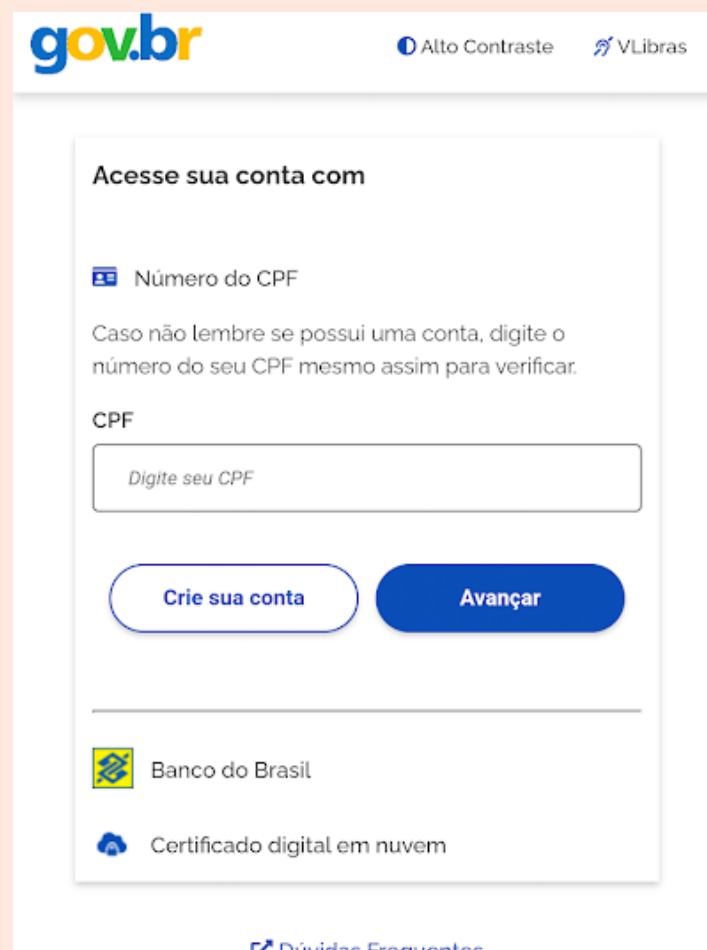 gov.br
Alto Contraste
VLibras
Acesse sua conta com
Número do CPF
Caso não lembre se possui uma conta, digite o
número do seu CPF mesmo assim para verificar.
CPF
Digite seu CPF
Crie sua conta
Avançar
Banco do Brasil
Certificado digital em nuvem
Dúvidas Frequentes